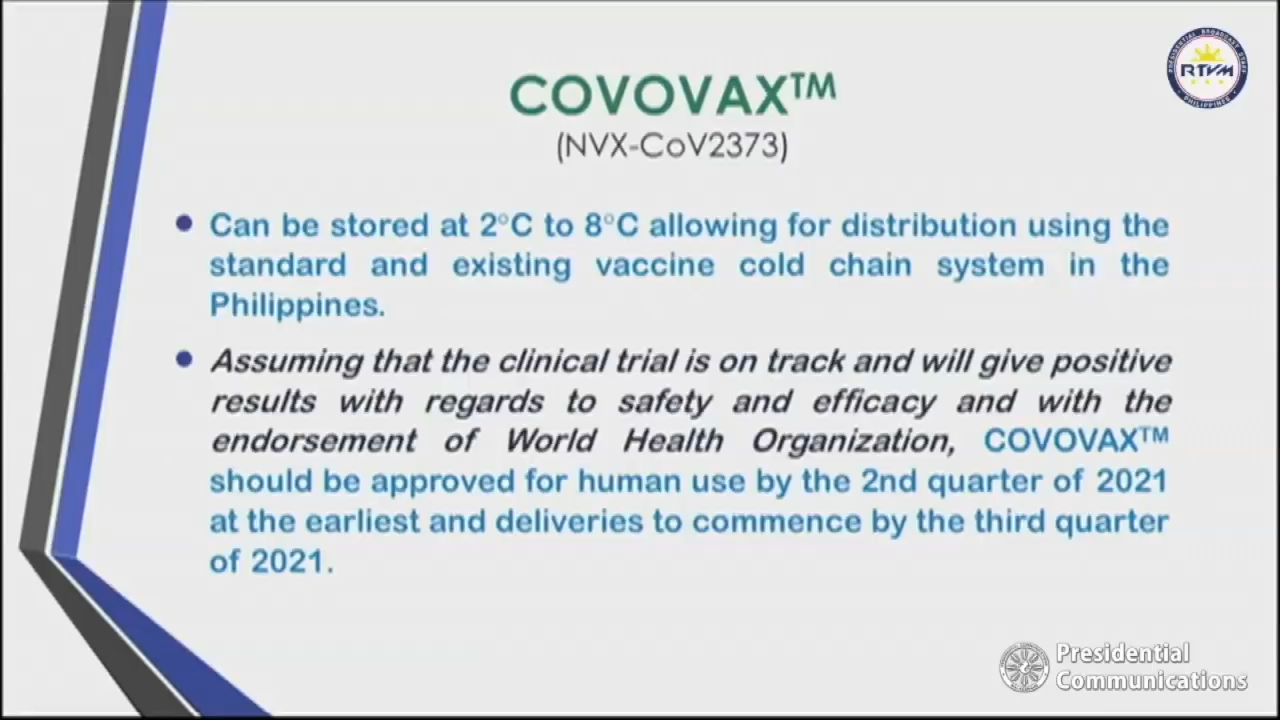 COVOVAX™
(NVX-CoV2373)
PRESIDENTIAL BROADCAST STAFF
RTVM
PHILIPPINES
• Can be stored at 2°C to 8°C allowing for distribution using the
standard and existing vaccine cold chain system in the
Philippines.
• Assuming that the clinical trial is on track and will give positive
results with regards to safety and efficacy and with the
endorsement of World Health Organization, COVOVAX™
should be approved for human use by the 2nd quarter of 2021
at the earliest and deliveries to commence by the third quarter
of 2021.
Presidential
Communications